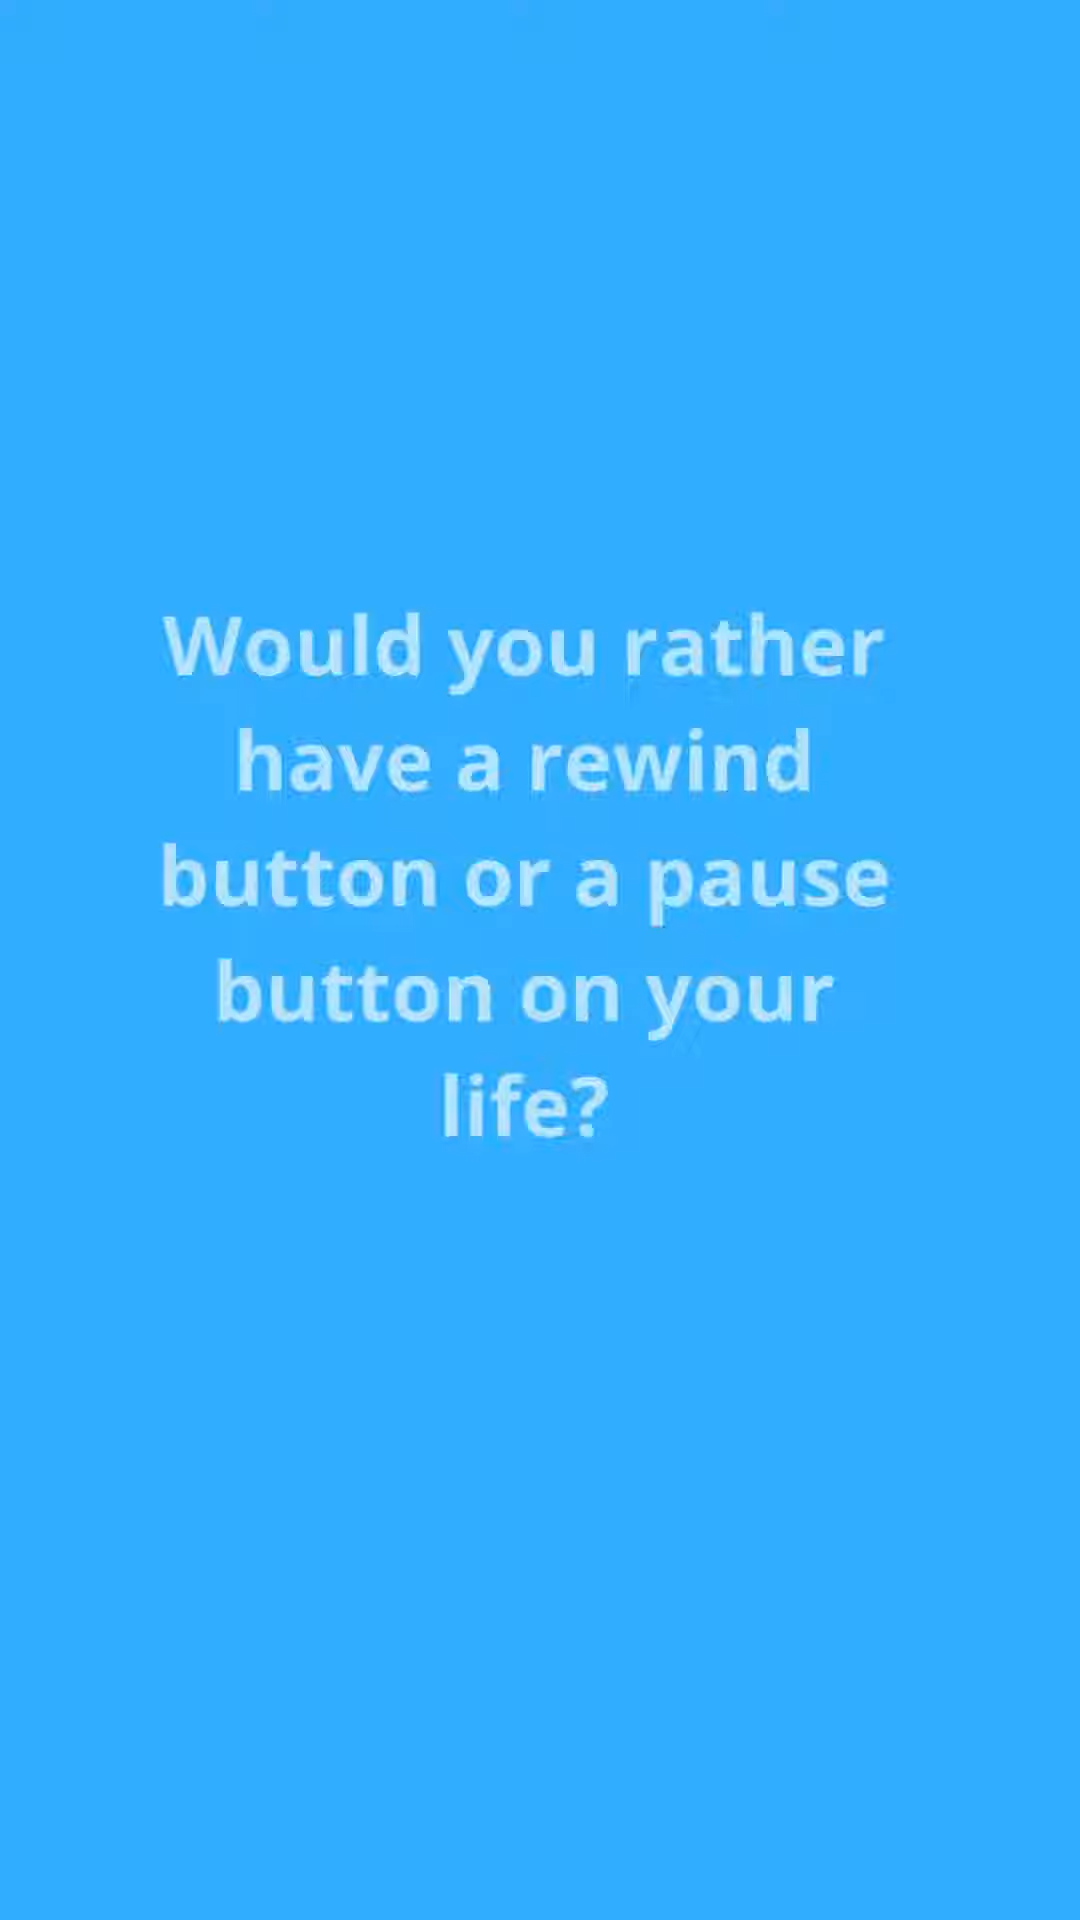 Would you rather
have a rewind
button or a pause
button on your
life?